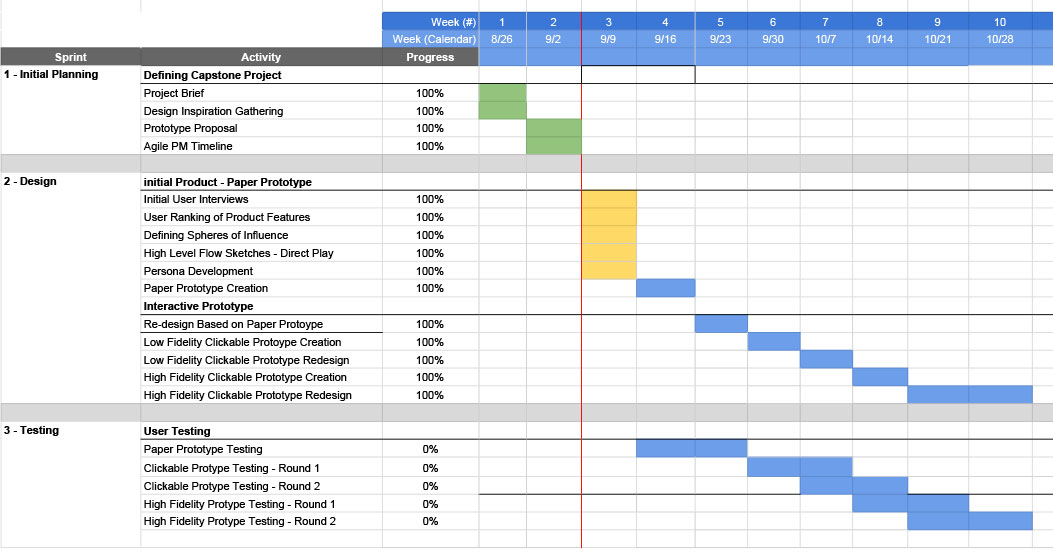 Week (#) 1 2 3 4 5 6 7 8 9 10
Week (Calendar) 8/26 9/2 9/9 9/16 9/23 9/30 10/7 10/14 10/21 10/28
Sprint Activity Progress
1 - Initial Planning Defining Capstone Project
Project Brief 100%
Design Inspiration Gathering 100%
Prototype Proposal 100%
Agile PM Timeline 100%
2 - Design initial Product - Paper Prototype
Initial User Interviews 100%
User Ranking of Product Features 100%
Defining Spheres of Influence 100%
High Level Flow Sketches - Direct Play 100%
Persona Development 100%
Paper Prototype Creation 100%
Interactive Prototype
Re-design Based on Paper Protoype 100%
Low Fidelity Clickable Protoype Creation 100%
Low Fidelity Clickable Prototype Redesign 100%
High Fidelity Clickable Prototype Creation 100%
High Fidelity Clickable Prototype Redesign 100%
3 - Testing User Testing
Paper Prototype Testing 0%
Clickable Protype Testing - Round 1 0%
Clickable Protype Testing - Round 2 0%
High Fidelity Protype Testing - Round 1 0%
High Fidelity Protype Testing - Round 2 0%